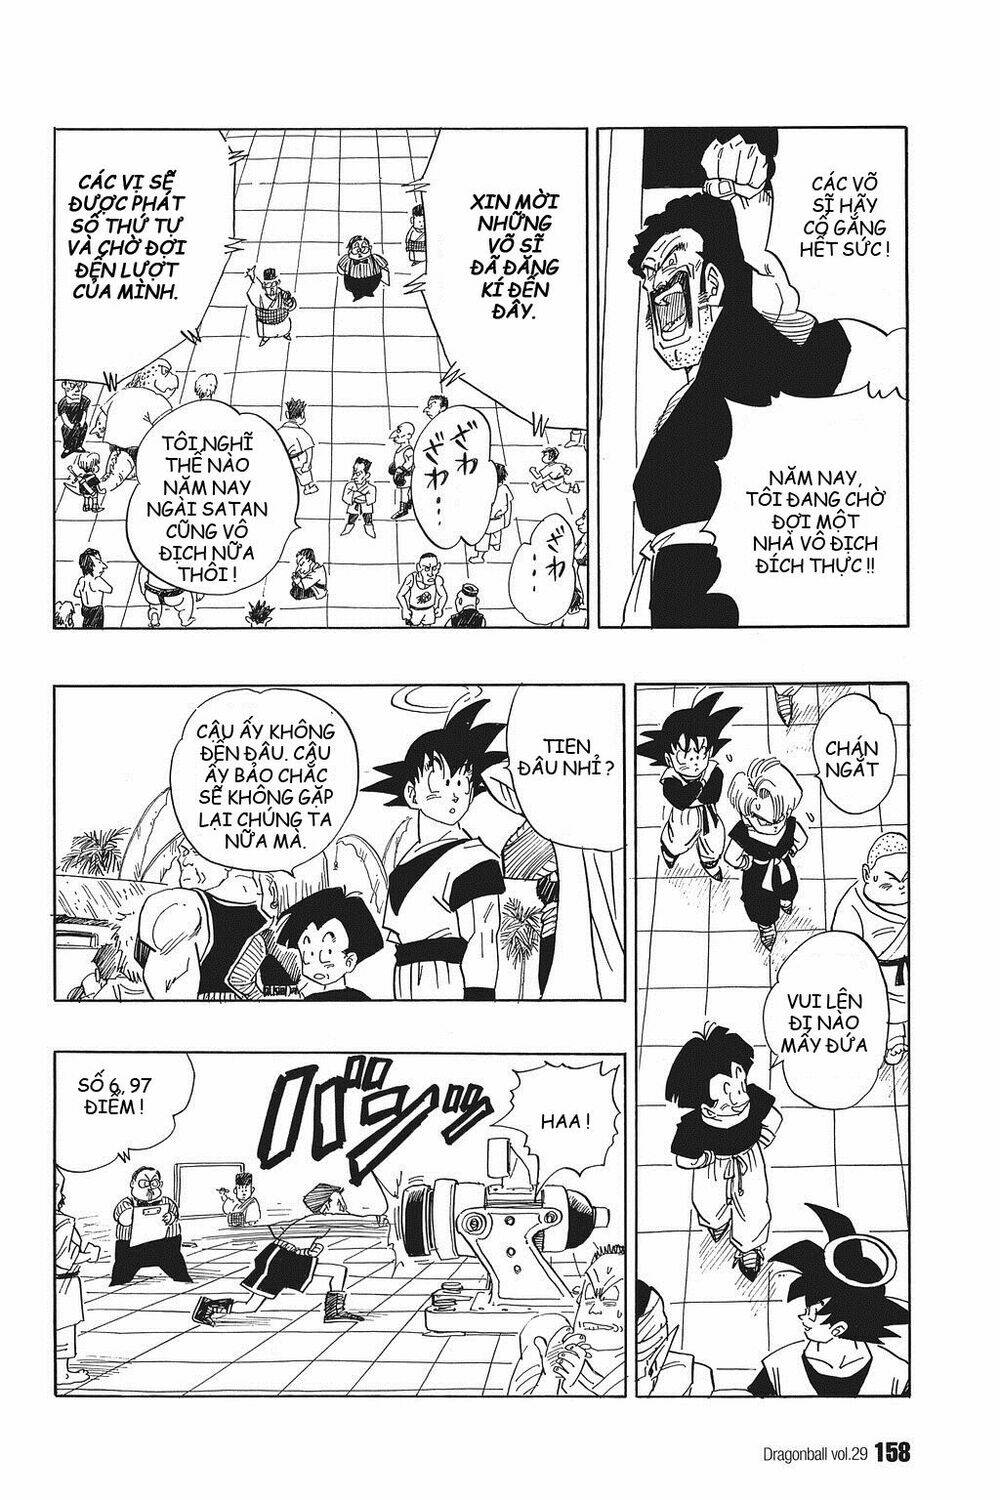 CÁC VÕ
SĨ HÃY
CỐ GẮNG
HẾT SỨC!
NĂM NAY,
TÔI ĐANG CHỜ
ĐỢI MỘT
NHÀ VÔ ĐỊCH
ĐÍCH THỰC!!
XIN MỜI
NHỮNG
VÕ SĨ
ĐÃ ĐĂNG
KÍ ĐẾN
ĐÂY.
CÁC VỊ SẼ
ĐƯỢC PHÁT
SỐ THỨ TỰ
VÀ CHỜ ĐỢI
ĐẾN LƯỢT
CỦA MÌNH.
ざわ...
ざわ...
TÔI NGHĨ
THẾ NÀO
NĂM NAY
NGÀI SATAN
CŨNG VÔ
ĐỊCH NỮA
THÔI!
CHÁN
NGẮT
VUI LÊN
ĐI NÀO
MẤY ĐỨA
TIEN
ĐÂU NHỈ?
CẬU ẤY KHÔNG
ĐẾN ĐÂU. CẬU
ẤY BẢO CHẮC
SẼ KHÔNG GẶP
LẠI CHÚNG TA
NỮA MÀ.
HAA!
バンッ
SỐ 6, 97
ĐIỂM!
Dragonball vol.29 158